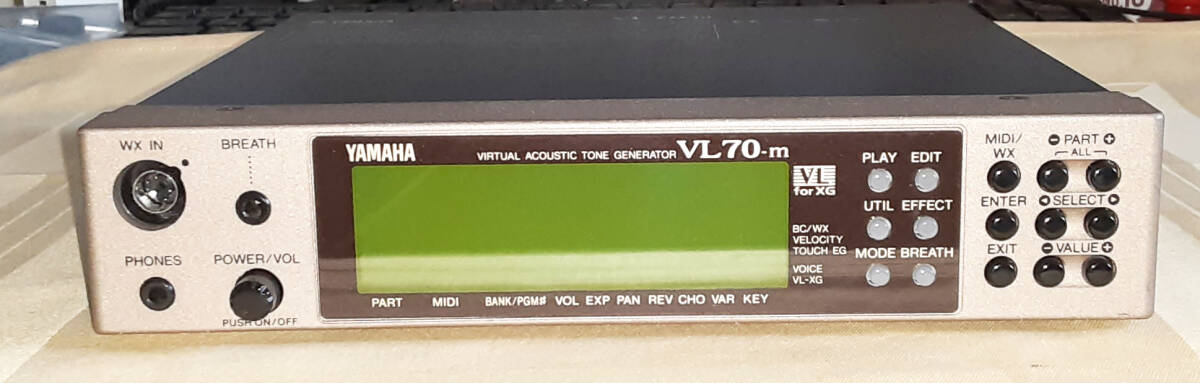 WX IN
BREATH
PHONES
POWER/VOL
PUSH ON/OFF
YAMAHA
VIRTUAL ACOUSTIC TONE GENERATOR VL70-m
VL
for XG
BC/WX
VELOCITY
TOUCH EG
VOICE
VL-XG
PART MIDI BANK/PGM# VOL EXP PAN REV CHO VAR KEY
PLAY EDIT
UTIL EFFECT
MODE BREATH
MIDI/
WX
ENTER
EXIT
PART
ALL
SELECT
VALUE